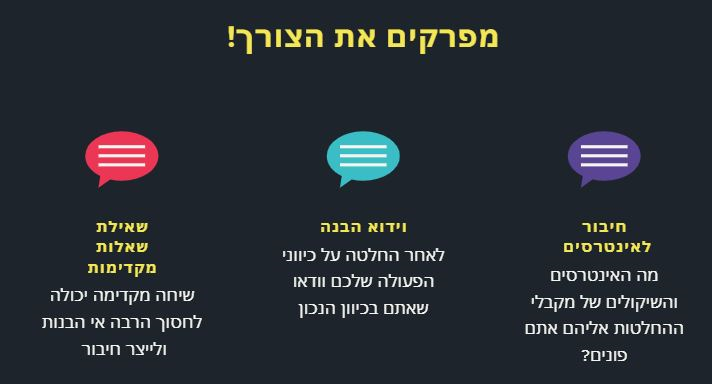 מפרקים את הצורך!
חיבור
לאינטרסים
מה האינטרסים
והשיקולים של מקבלי
ההחלטות אליהם אתם
פונים?
וידוא הבנה
לאחר החלטה על כיווני
הפעולה שלכם וודאו
שאתם בכיוון הנכון
שאילת
שאלות
מקדימות
שיחה מקדימה יכולה
לחסוך הרבה אי הבנות
ולייצר חיבור